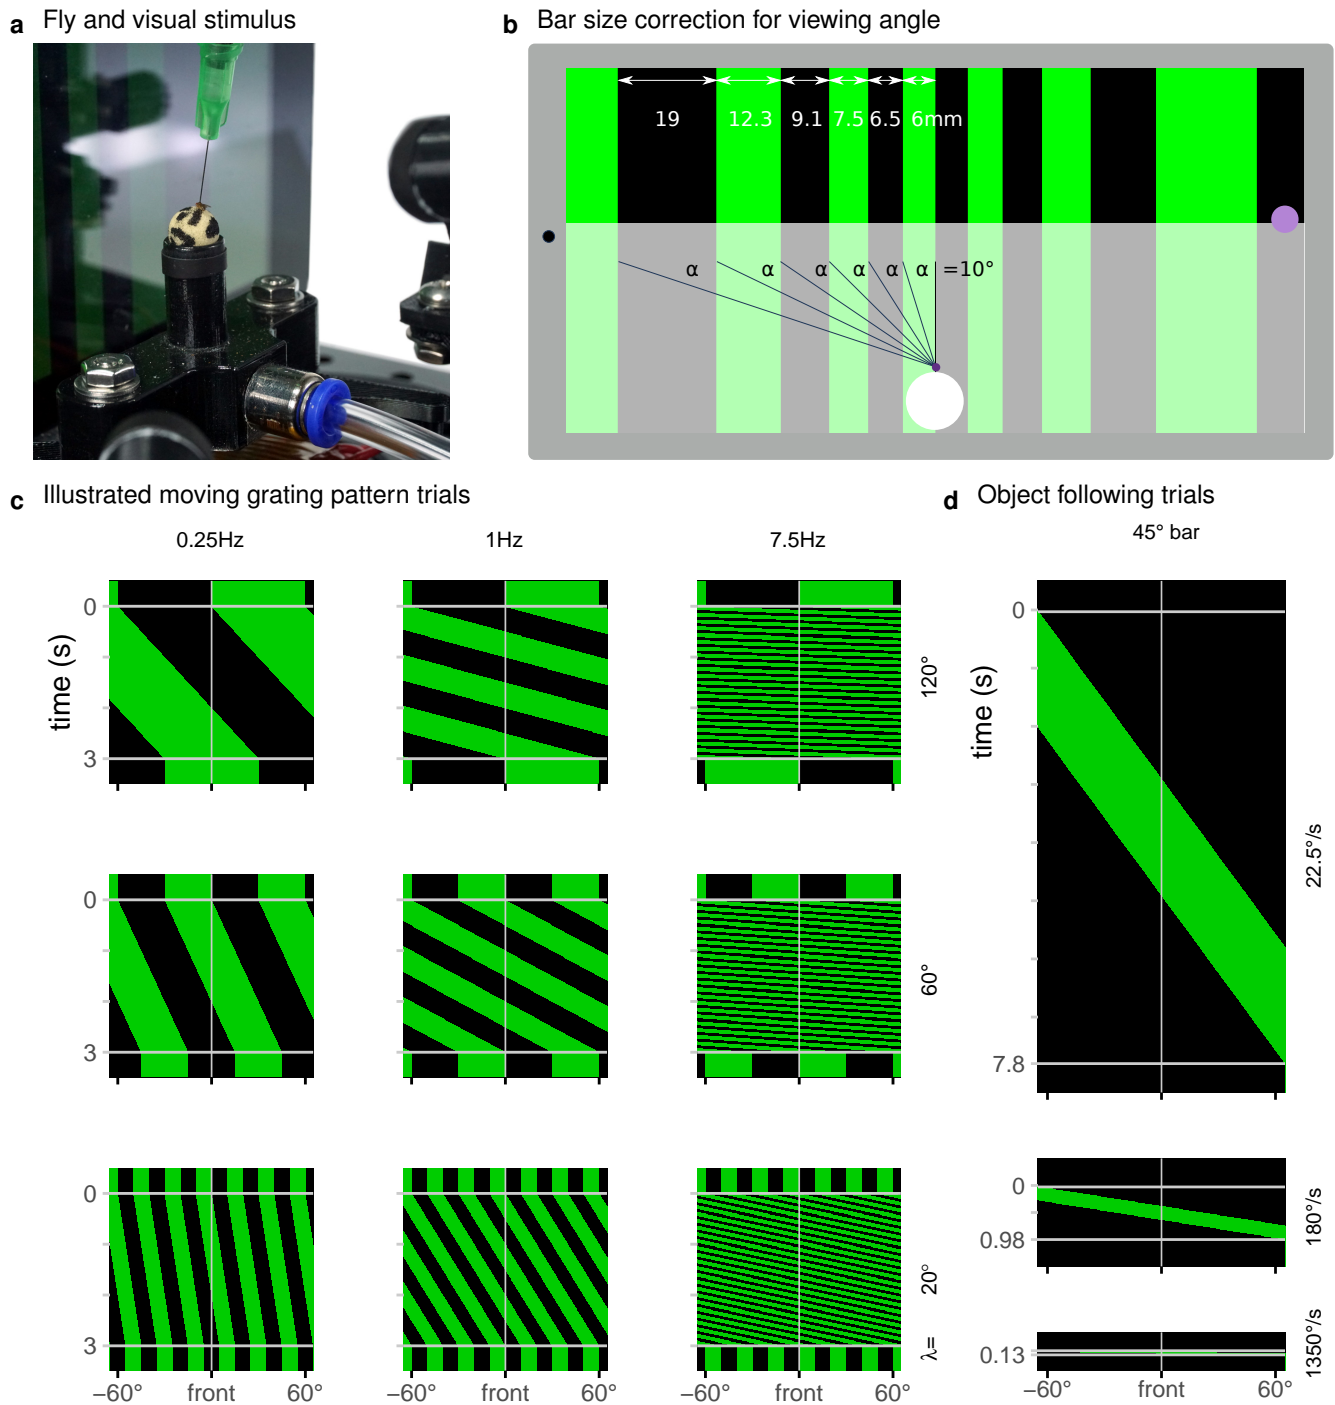 a Fly and visual stimulus
b Bar size correction for viewing angle
19 12.3 9.1 7.5 6.5 6mm
α α α α α α =10°
c Illustrated moving grating pattern trials
0.25Hz 1Hz 7.5Hz
0
time (s)
3
120°
0
3
60°
0
3
λ= 20°
−60° front 60° −60° front 60° −60° front 60°
d Object following trials
45° bar
0
time (s)
7.8
22.5°/s
0
0.98
180°/s
0.13
1350°/s
−60° front 60°